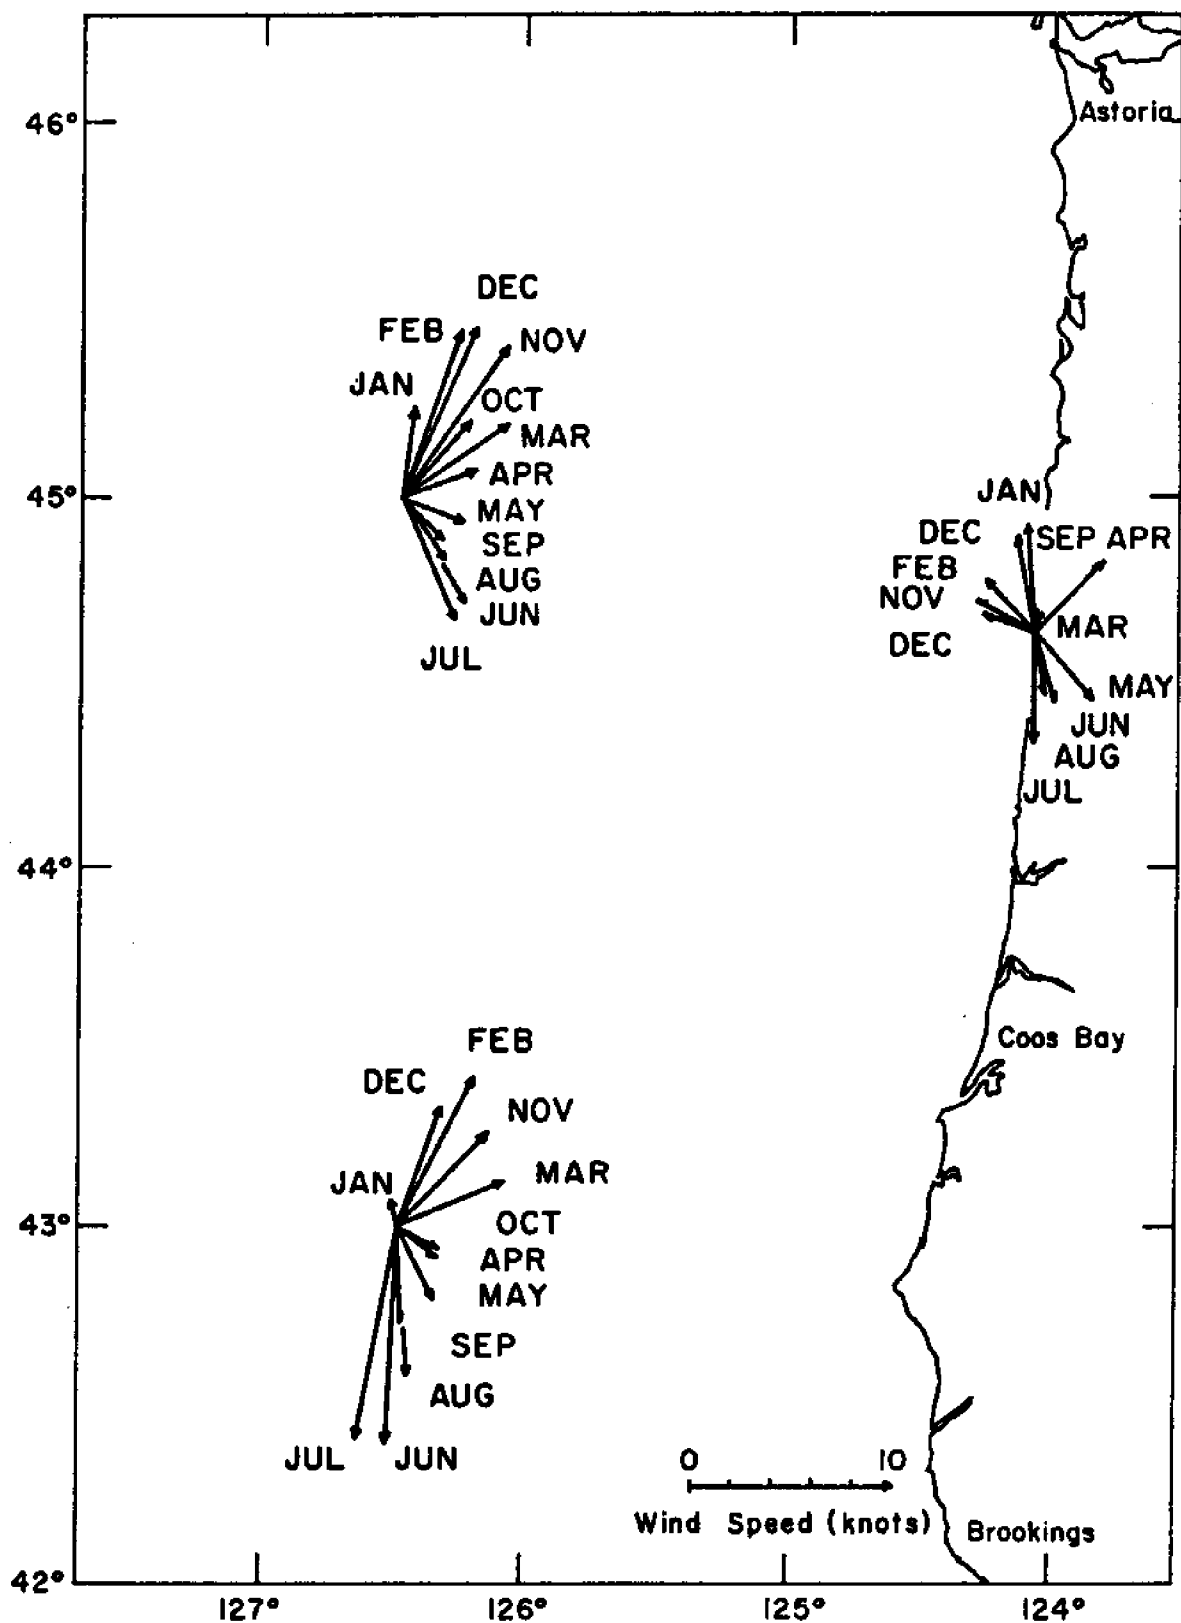 46°
Astoria
DEC
FEB
NOV
JAN
OCT
MAR
APR
45°
MAY
SEP
AUG
JUN
JUL
JAN
DEC
SEP APR
FEB
NOV
MAR
DEC
MAY
JUN
AUG
JUL
44°
Coos Bay
FEB
DEC
NOV
JAN
MAR
43°
OCT
APR
MAY
SEP
AUG
JUL
JUN
0 10
Wind Speed (knots)
Brookings
42°
127° 126° 125° 124°